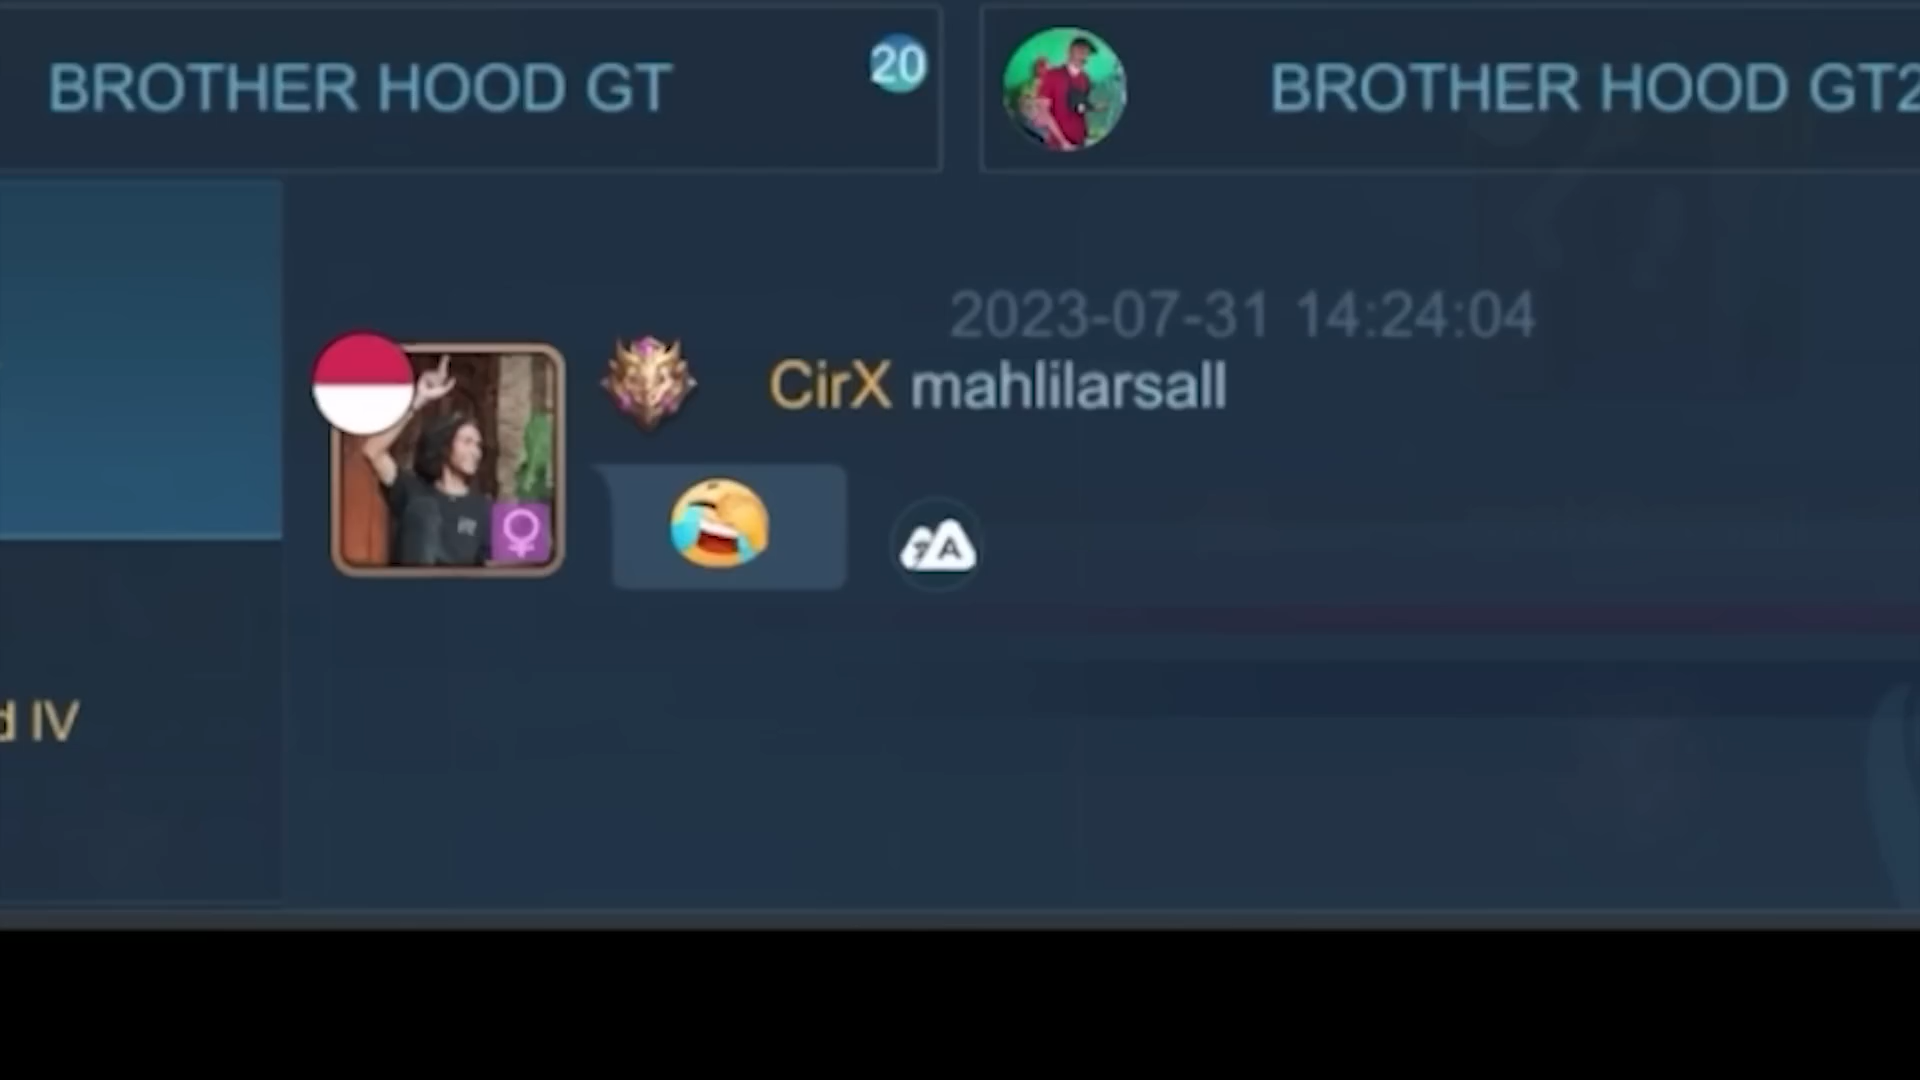 BROTHER HOOD GT
20
BROTHER HOOD GT2
2023-07-31 14:24:04
CirX mahlilarsall
A
d IV